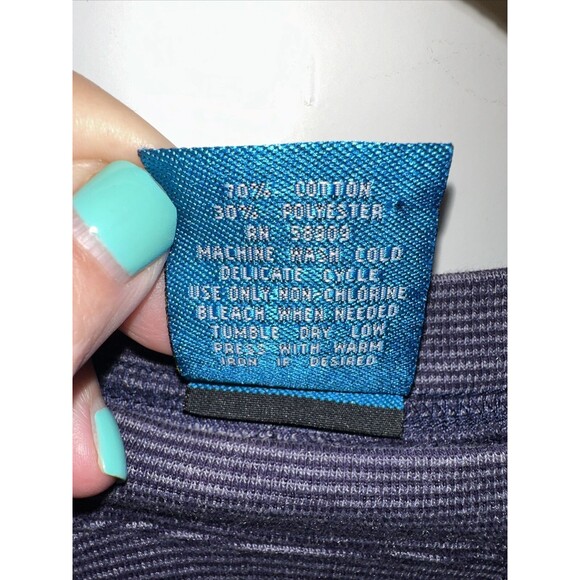 70% COTTON
30% POLYESTER
RN 58909
MACHINE WASH COLD
DELICATE CYCLE
USE ONLY NON-CHLORINE
BLEACH WHEN NEEDED
TUMBLE DRY LOW
PRESS WITH WARM
IRON IF DESIRED